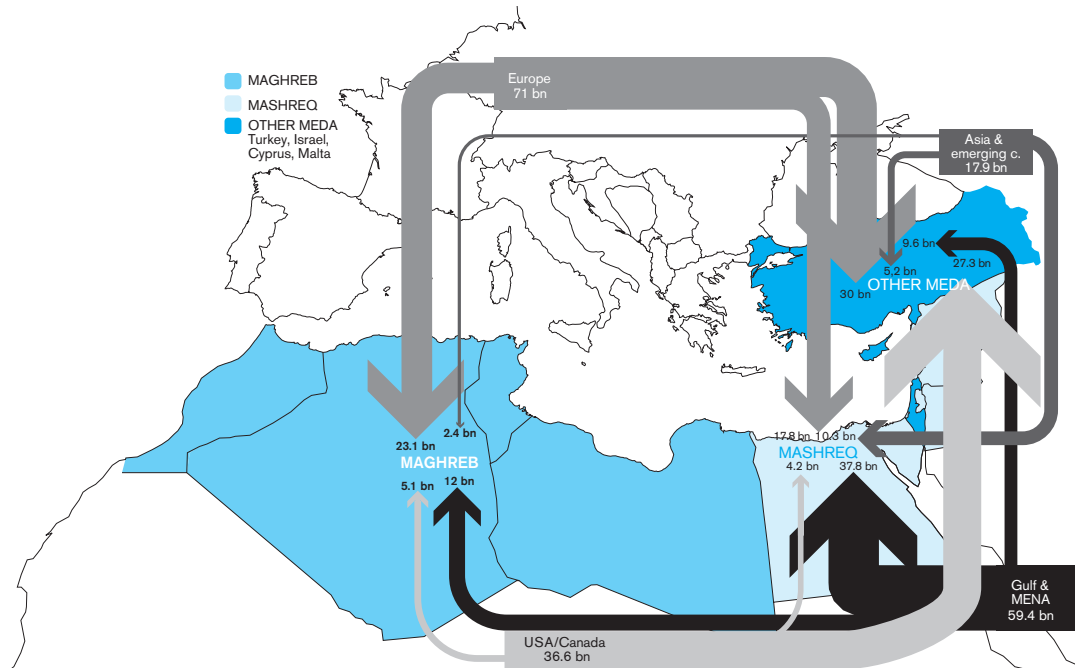 MAGHREB
MASHREQ
OTHER MEDA
Turkey, Israel,
Cyprus, Malta
Europe
71 bn
Asia &
emerging c.
17.9 bn
9.6 bn
27.3 bn
5,2 bn
OTHER MEDA
30 bn
2.4 bn
23.1 bn
MAGHREB
5.1 bn
12 bn
17.8 bn
10.3 bn
MASHREQ
4.2 bn
37.8 bn
Gulf &
MENA
59.4 bn
USA/Canada
36.6 bn